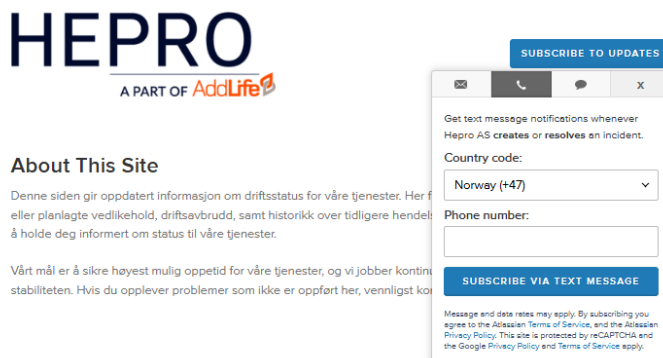 HEPRO
A PART OF AddLife
SUBSCRIBE TO UPDATES
X
Get text message notifications whenever
Hepro AS creates or resolves an incident.
Country code:
Norway (+47)
Phone number:
SUBSCRIBE VIA TEXT MESSAGE
Message and data rates may apply. By subscribing you
agree to the Atlassian Terms of Service, and the Atlassian
Privacy Policy. This site is protected by reCAPTCHA and
the Google Privacy Policy and Terms of Service apply.
About This Site
Denne siden gir oppdatert informasjon om driftsstatus for våre tjenester. Her
eller planlagte vedlikehold, driftsavbrudd, samt historikk over tidligere
å holde deg informert om status til våre tjenester.
Vårt mål er å sikre høyest mulig oppetid for våre tjenester, og vi jobber
stabiliteten. Hvis du opplever problemer som ikke er oppført her, vennligst